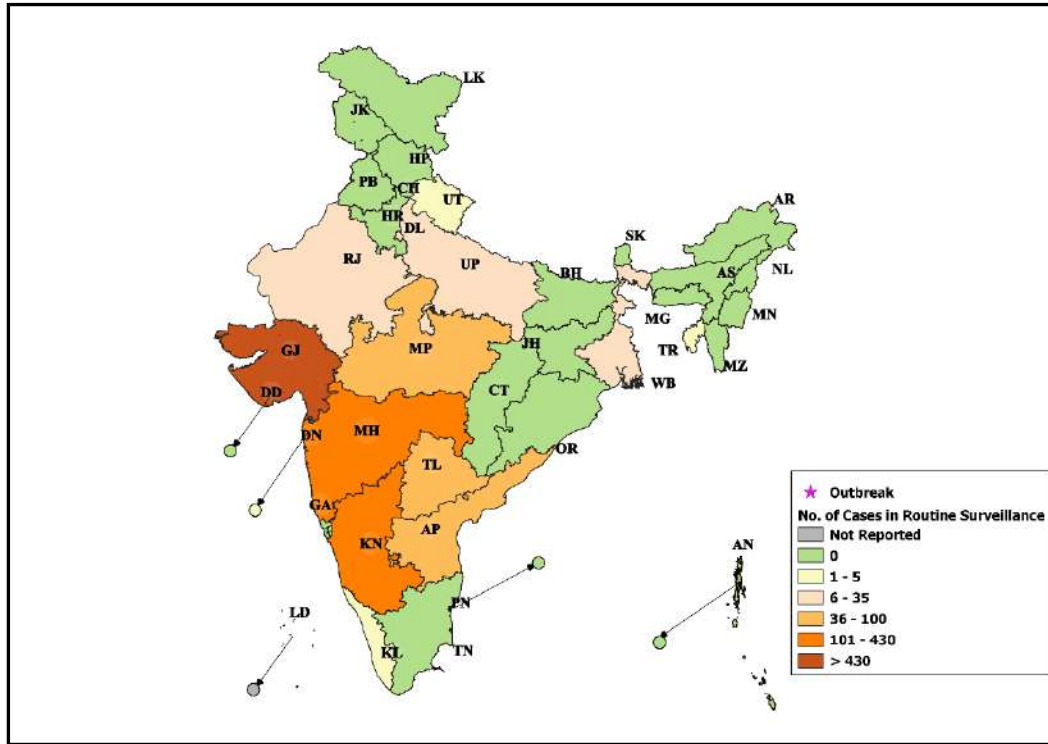 LK
JK
HP
PB
CH
UT
HR
DL
AR
SK
RJ
UP
BH
AS
NL
MG
MN
GJ
MP
JH
TR
MZ
DD
CT
WB
DN
MH
OR
TL
GA
AP
KN
AN
LD
PN
KL
TN
Outbreak
No. of Cases in Routine Surveillance
Not Reported
0
1 - 5
6 - 35
36 - 100
101 - 430
> 430